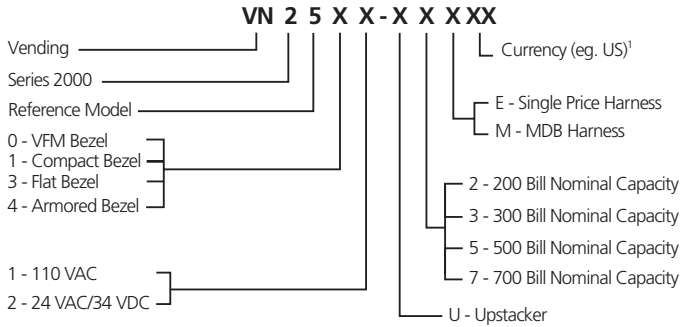 VN 2 5 X X - X X X XX
Vending
Series 2000
Reference Model
0 - VFM Bezel
1 - Compact Bezel
3 - Flat Bezel
4 - Armored Bezel
1 - 110 VAC
2 - 24 VAC/34 VDC
Currency (eg. US)¹
E - Single Price Harness
M - MDB Harness
2 - 200 Bill Nominal Capacity
3 - 300 Bill Nominal Capacity
5 - 500 Bill Nominal Capacity
7 - 700 Bill Nominal Capacity
U - Upstacker